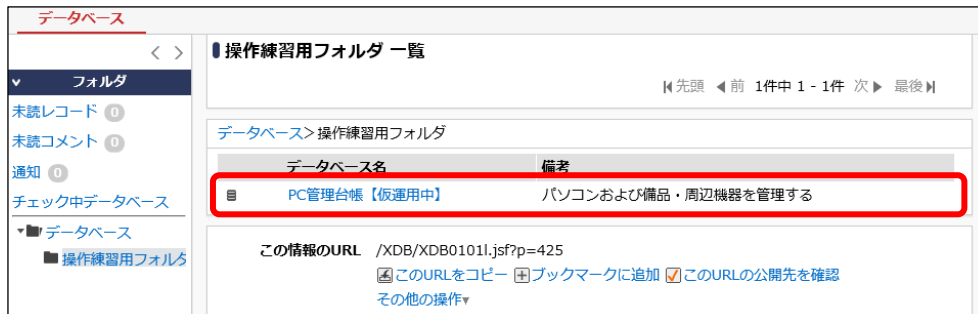 データベース
< >
フォルダ
未読レコード 0
未読コメント 0
通知 0
チェック中データベース
データベース
操作練習用フォルダ
操作練習用フォルダ 一覧
先頭 前 1件中 1 - 1件 次 最後
データベース>操作練習用フォルダ
データベース名 備考
PC管理台帳【仮運用中】 パソコンおよび備品・周辺機器を管理する
この情報のURL /XDB/XDB0101l.jsf?p=425
このURLをコピー ブックマークに追加 このURLの公開先を確認
その他の操作▾